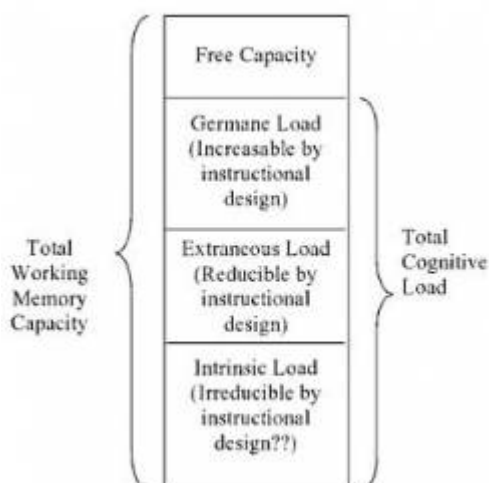 Free Capacity
Germane Load
(Increasable by
instructional
design)
Extraneous Load
(Reducible by
instructional
design)
Intrinsic Load
(Irreducible by
instructional
design??)
Total
Working
Memory
Capacity
Total
Cognitive
Load